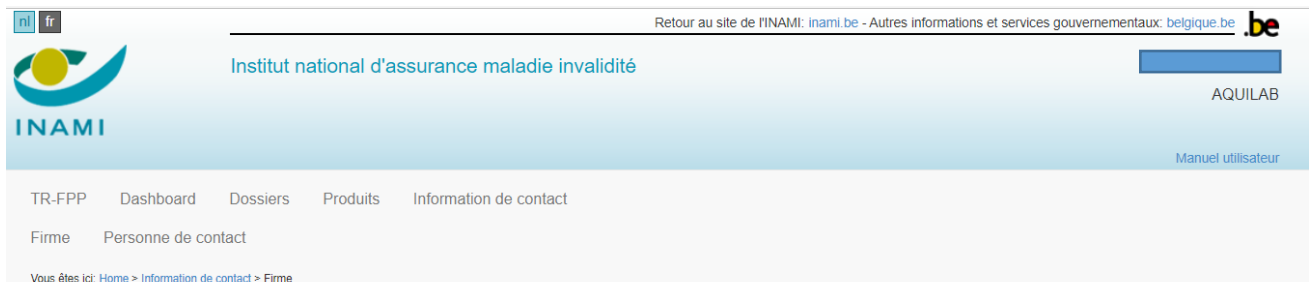 nl fr
Retour au site de l'INAMI: inami.be - Autres informations et services gouvernementaux: belgique.be
.be
Institut national d'assurance maladie invalidité
AQUILAB
INAMI
Manuel utilisateur
TR-FPP Dashboard Dossiers Produits Information de contact
Firme Personne de contact
Vous êtes ici: Home > Information de contact > Firme